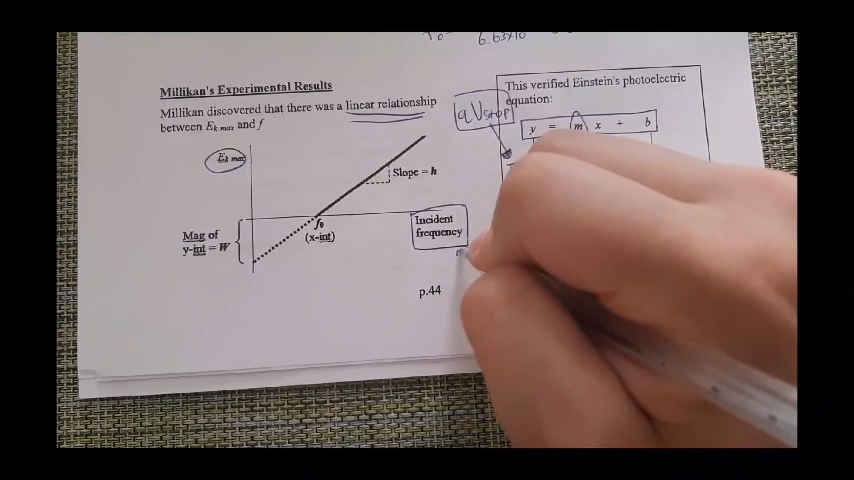 6.63x10
Millikan's Experimental Results
Millikan discovered that there was a linear relationship
between Ek max and f
Ek max
Slope = h
f0
(x-int)
Mag of
y-int = W
Incident
frequency
p.44
qVstop
This verified Einstein's photoelectric
equation:
y = m x + b